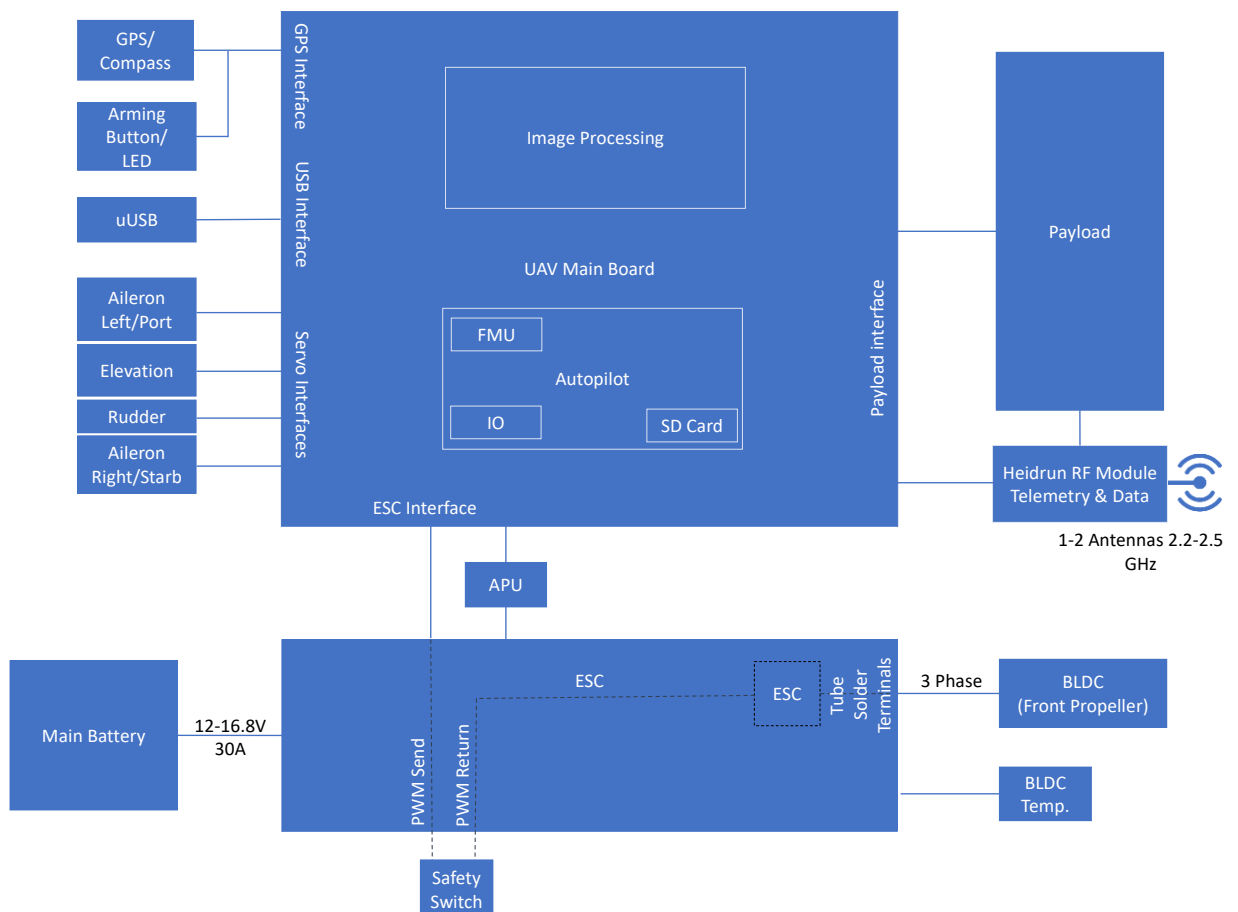 GPS/
Compass
Arming
Button/
LED
uUSB
Aileron
Left/Port
Elevation
Rudder
Aileron
Right/Starb
GPS Interface
USB Interface
Servo Interfaces
Image Processing
UAV Main Board
FMU
Autopilot
IO
SD Card
ESC Interface
Payload interface
Payload
Heidrun RF Module
Telemetry & Data
1-2 Antennas 2.2-2.5
GHz
APU
Main Battery
12-16.8V
30A
ESC
PWM Send
PWM Return
ESC
Tube
Solder
Terminals
3 Phase
BLDC
(Front Propeller)
BLDC
Temp.
Safety
Switch